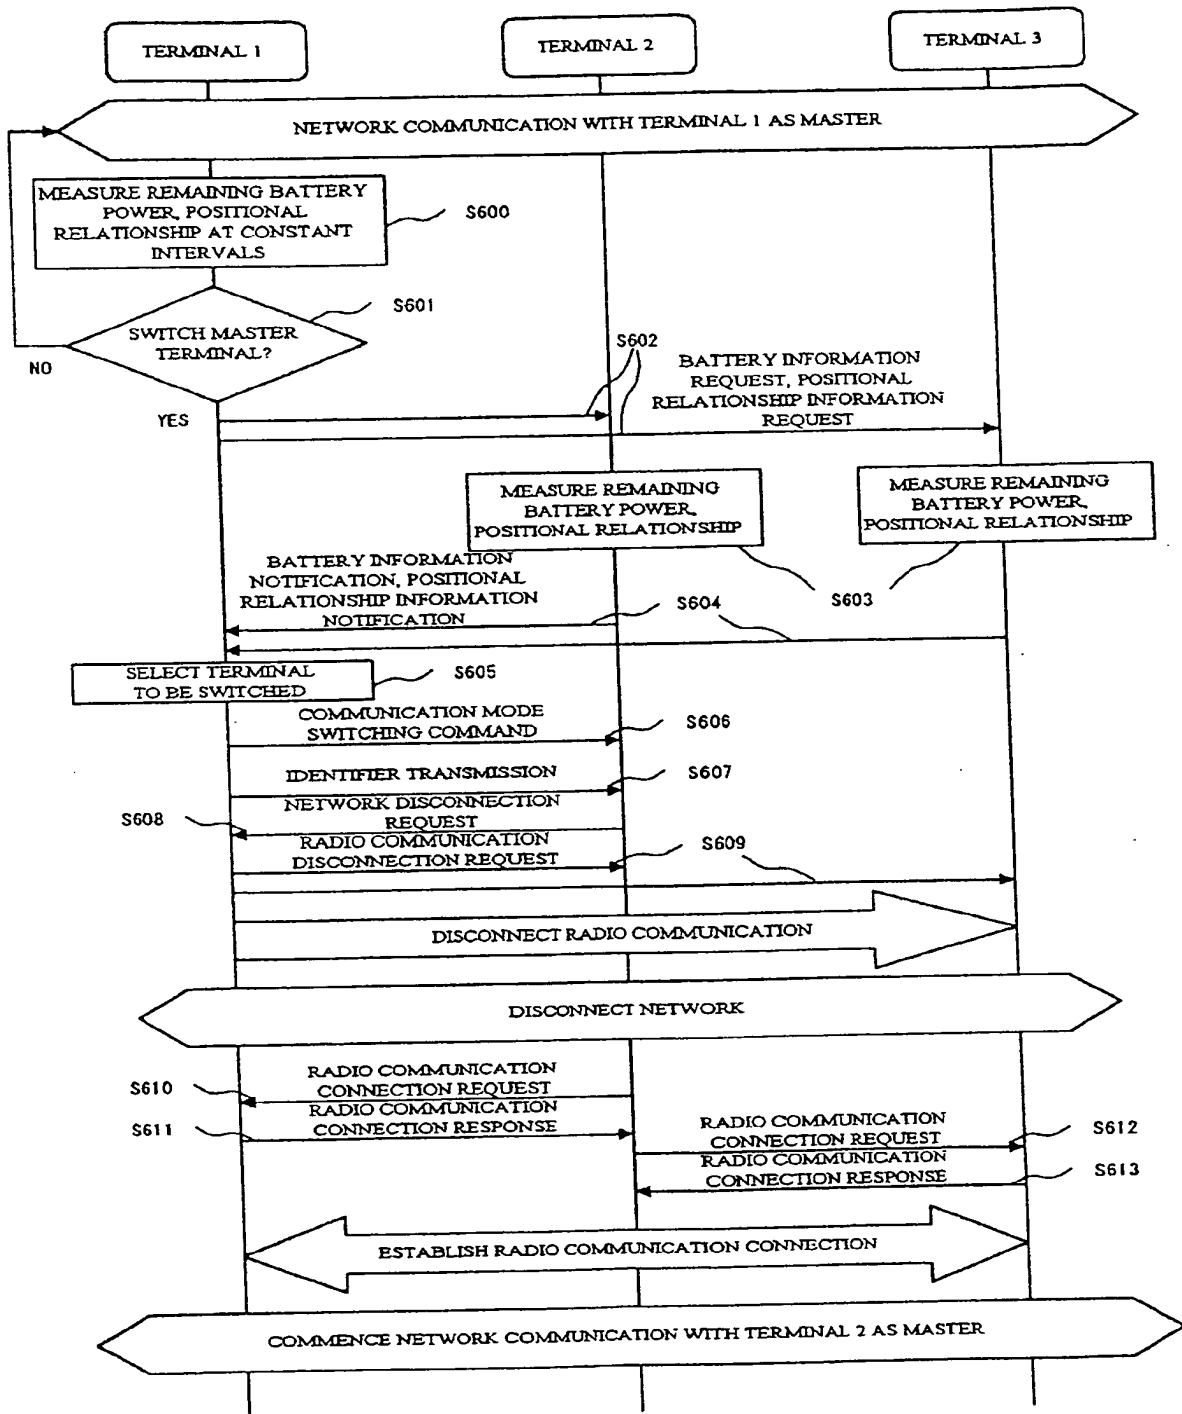 TERMINAL 1
TERMINAL 2
TERMINAL 3
NETWORK COMMUNICATION WITH TERMINAL 1 AS MASTER
MEASURE REMAINING BATTERY
POWER, POSITIONAL
RELATIONSHIP AT CONSTANT
INTERVALS
S600
SWITCH MASTER
TERMINAL?
S601
NO
YES
S602
BATTERY INFORMATION
REQUEST, POSITIONAL
RELATIONSHIP INFORMATION
REQUEST
MEASURE REMAINING
BATTERY POWER,
POSITIONAL RELATIONSHIP
MEASURE REMAINING
BATTERY POWER,
POSITIONAL RELATIONSHIP
S603
BATTERY INFORMATION
NOTIFICATION, POSITIONAL
RELATIONSHIP INFORMATION
NOTIFICATION
S604
SELECT TERMINAL
TO BE SWITCHED
S605
COMMUNICATION MODE
SWITCHING COMMAND
S606
IDENTIFIER TRANSMISSION
S607
NETWORK DISCONNECTION
REQUEST
S608
RADIO COMMUNICATION
DISCONNECTION REQUEST
S609
DISCONNECT RADIO COMMUNICATION
DISCONNECT NETWORK
RADIO COMMUNICATION
CONNECTION REQUEST
S610
RADIO COMMUNICATION
CONNECTION RESPONSE
S611
RADIO COMMUNICATION
CONNECTION REQUEST
S612
RADIO COMMUNICATION
CONNECTION RESPONSE
S613
ESTABLISH RADIO COMMUNICATION CONNECTION
COMMENCE NETWORK COMMUNICATION WITH TERMINAL 2 AS MASTER